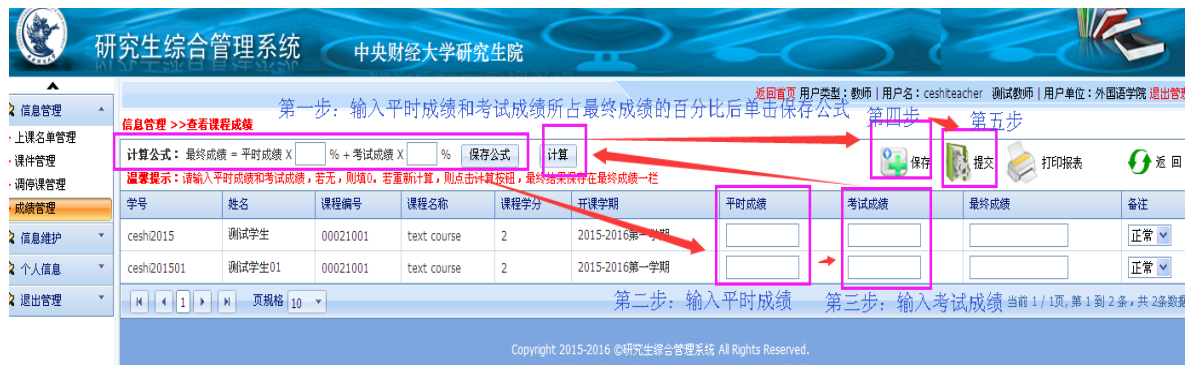 研究生综合管理系统 中央财经大学研究生院
返回首页 用户类型：教师 | 用户名：ceshiteacher 测试教师 | 用户单位：外国语学院 退出管理
第一步：输入平时成绩和考试成绩所占最终成绩的百分比后单击保存公式 第四步 第五步
信息管理
上课名单管理
课件管理
调停课管理
成绩管理
信息维护
个人信息
退出管理
信息管理 >>查看课程成绩
计算公式： 最终成绩 = 平时成绩 X % + 考试成绩 X % 保存公式 计算 保存 提交 打印报表 返 回
温馨提示：请输入平时成绩和考试成绩，若无，则填0。若重新计算，则点击计算按钮，最终结果保存在最终成绩一栏
学号 姓名 课程编号 课程名称 课程学分 开课学期 平时成绩 考试成绩 最终成绩 备注
ceshi2015 测试学生 00021001 text course 2 2015-2016第一学期 正常
ceshi201501 测试学生01 00021001 text course 2 2015-2016第一学期 正常
1 页规格 10 第二步：输入平时成绩 第三步：输入考试成绩 当前 1 / 1页, 第 1 到 2 条，共 2条数据
Copyright 2015-2016 ©研究生综合管理系统 All Rights Reserved.